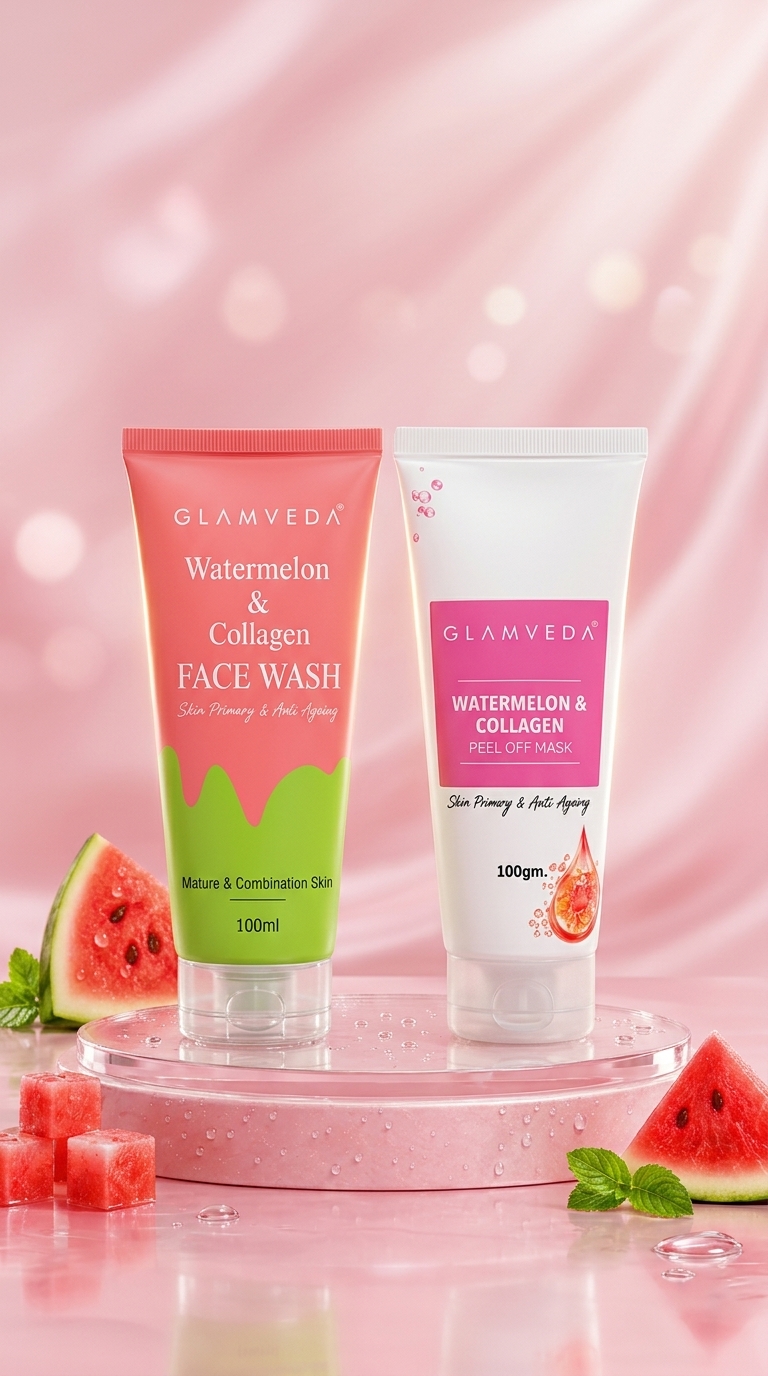 GLAMVEDA®
Watermelon
&
Collagen
FACE WASH
Skin Primary & Anti Ageing
Mature & Combination Skin
100ml
GLAMVEDA®
WATERMELON &
COLLAGEN
PEEL OFF MASK
Skin Primary & Anti Ageing
100gm.